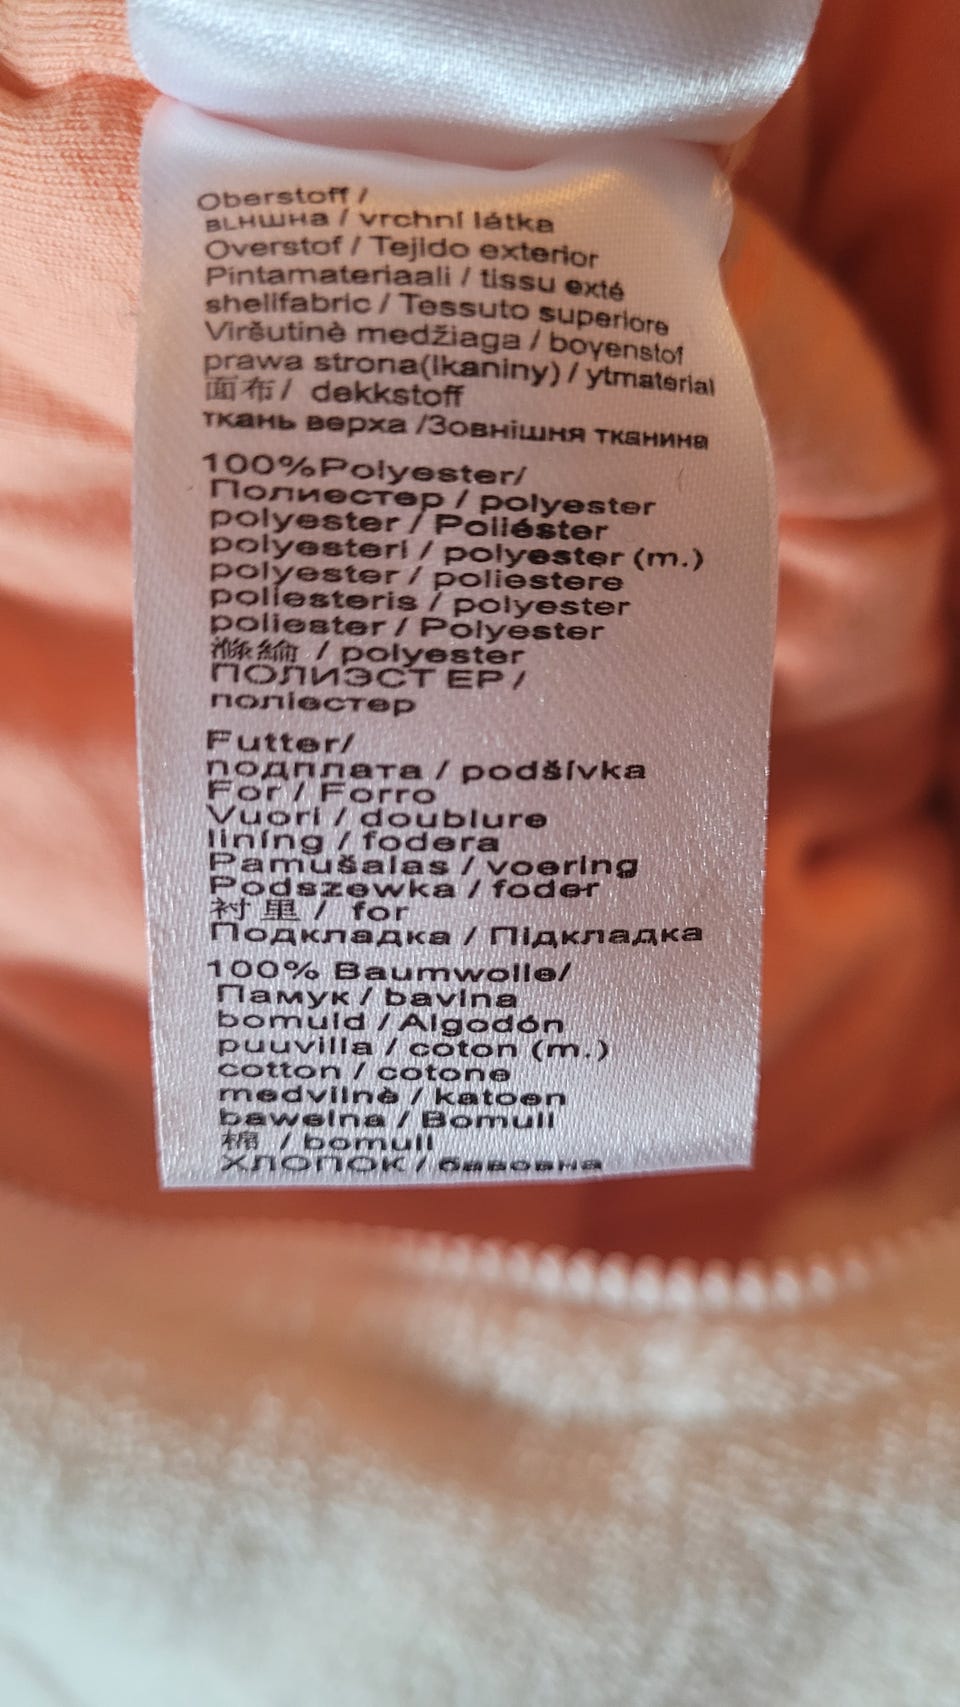 Oberstoff /
вLншна / vrchní látka
Overstof / Tejido exterior
Pintamateriaali / tissu exté
shellfabric / Tessuto superiore
Viršutinė medžiaga / bovenstof
prawa strona(tkaniny) / ytmaterial
面布 / dekkstoff
ткань верха /Зовнішня тканина
100%Polyester/
Полиестер / polyester
polyester / Poliéster
polyesteri / polyester (m.)
polyester / poliestere
poliesteris / polyester
poliester / Polyester
滌綸 / polyester
ПОЛИЭСТ ЕР /
поліестер
Futter/
подплата / podšívka
For / Forro
Vuori / doublure
lining / fodera
Pamušalas / voering
Podszewka / foder
衬 里 / for
Подкладка / Підкладка
100% Baumwolle/
Памук / bavlna
bomuld / Algodón
puuvilla / coton (m.)
cotton / cotone
medvilnė / katoen
bawelna / Bomull
棉 / bomull
ХЛОПОК / бавовна